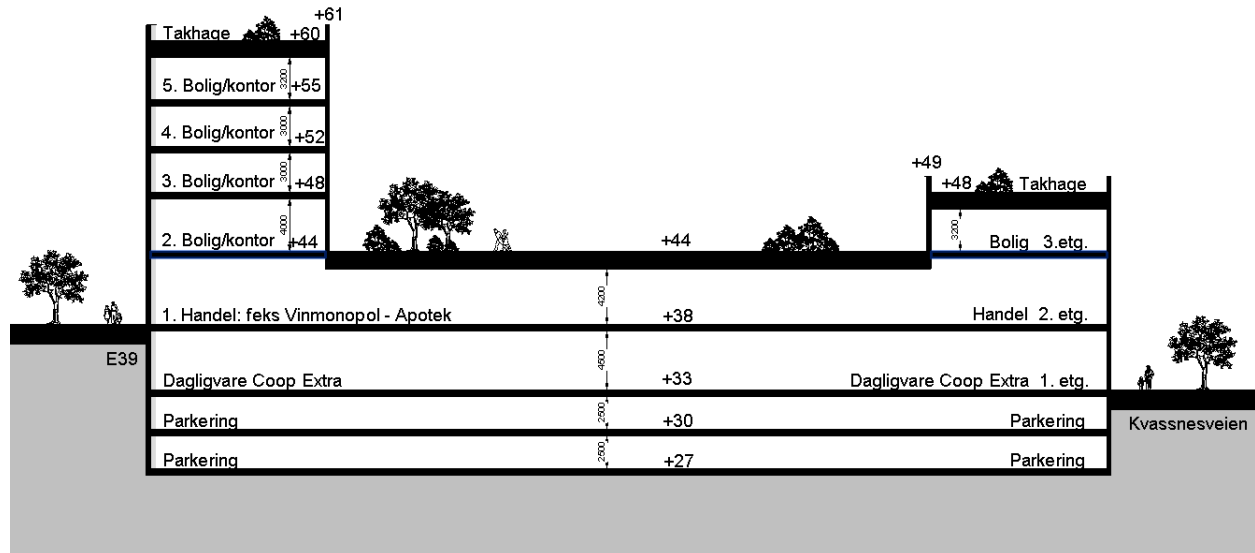 +61
Takhage +60
5. Bolig/kontor 3200 +55
4. Bolig/kontor 3000 +52
3. Bolig/kontor 3000 +48
+49
+48 Takhage
2. Bolig/kontor 4000 +44
+44
3200 Bolig 3.etg.
4200
1. Handel: feks Vinmonopol - Apotek
+38
Handel 2. etg.
E39
4500
Dagligvare Coop Extra
+33
Dagligvare Coop Extra 1. etg.
Parkering
2500
+30
Parkering
Kvassnesveien
Parkering
2500
+27
Parkering